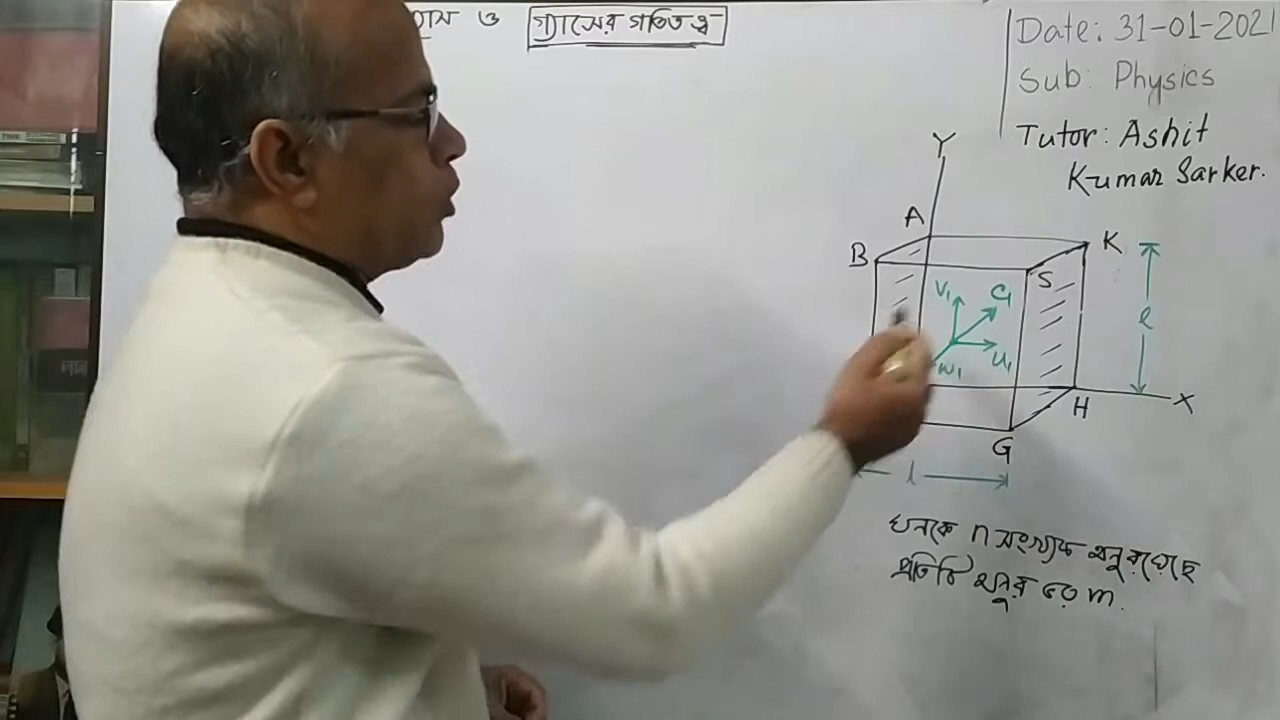 ও গ্যাসের গতিতত্ত্ব
Date: 31-01-2021
Sub: Physics
Tutor: Ashit
Kumar Sarker.
Y
A
K
B
S
V₁
C₁
l
U₁
W₁
H
X
G
l
ঘনকে n সংখ্যক অনু রয়েছে
প্রতিটি অনুর ভর m.